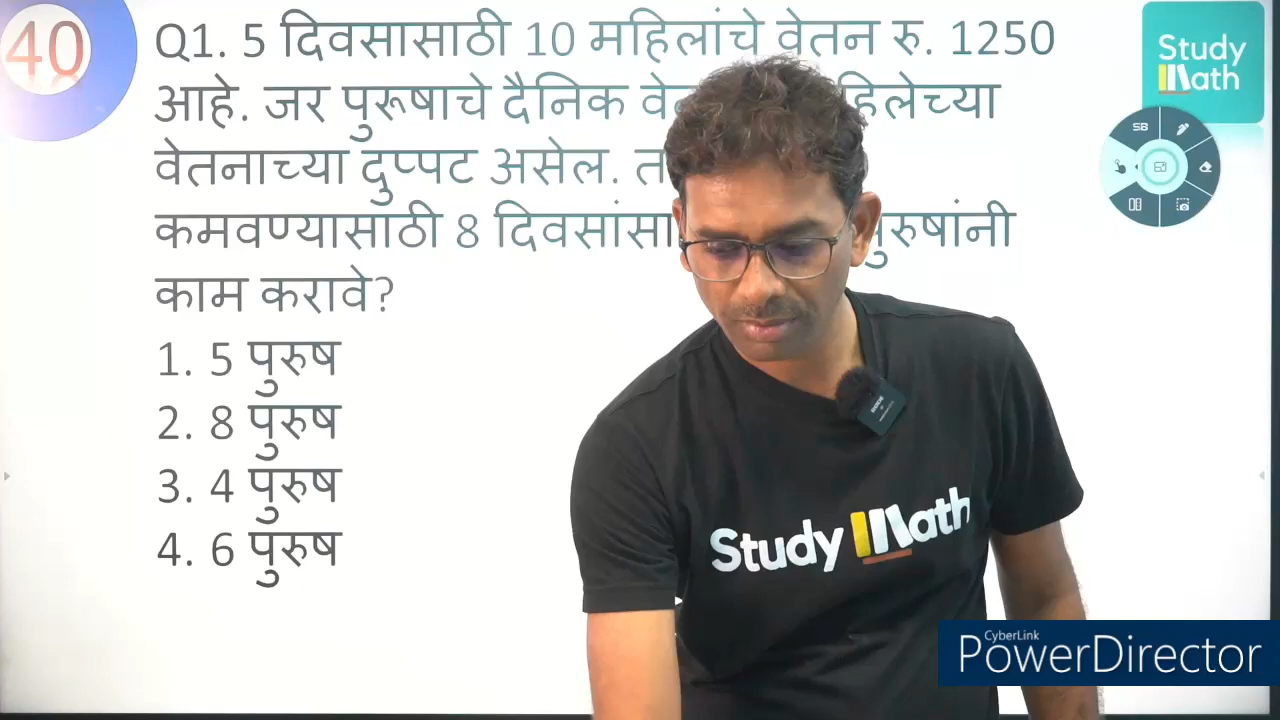 40
Q1. 5 दिवसासाठी 10 महिलांचे वेतन रु. 1250
आहे. जर पुरूषाचे दैनिक
वेतनाच्या दुप्पट असेल.
कमवण्यासाठी 8
काम करावे?
1. 5 पुरुष
2. 8 पुरुष
3. 4 पुरुष
4. 6 पुरुष
Study
Math
SB
Study Math
CyberLink
PowerDirector